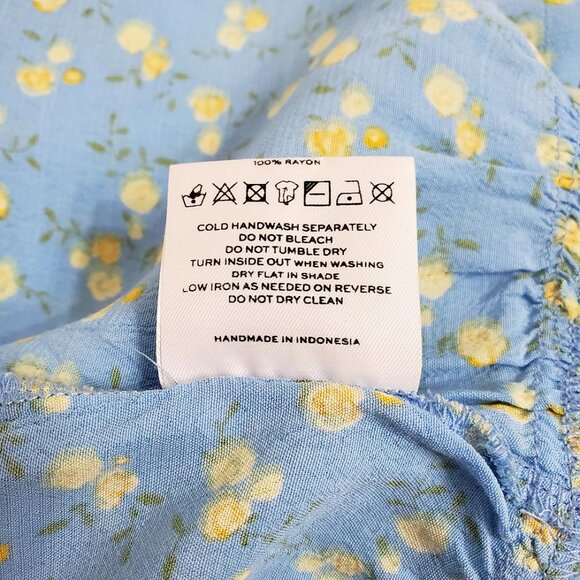 100% RAYON
COLD HANDWASH SEPARATELY
DO NOT BLEACH
DO NOT TUMBLE DRY
TURN INSIDE OUT WHEN WASHING
DRY FLAT IN SHADE
LOW IRON AS NEEDED ON REVERSE
DO NOT DRY CLEAN
HANDMADE IN INDONESIA